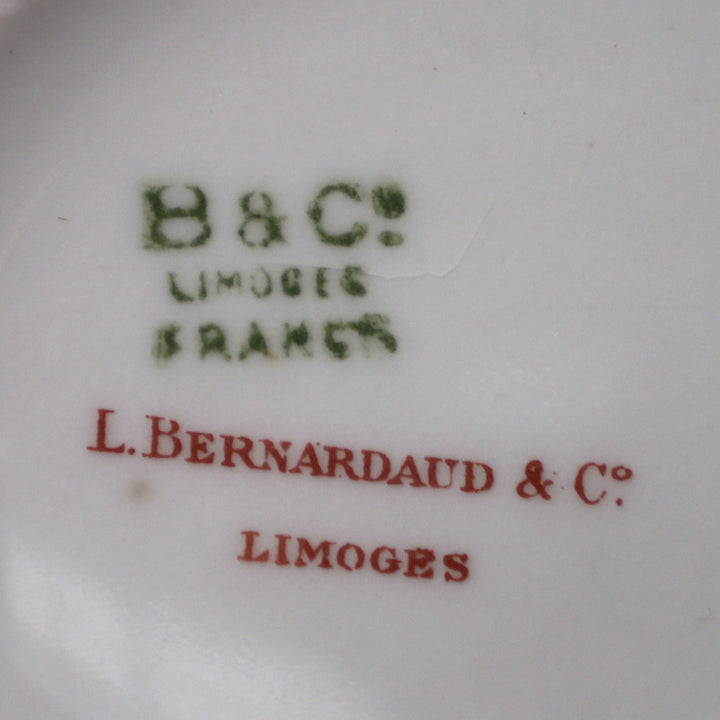 B & Cº
LIMOGES
FRANCE
L. BERNARDAUD & Cº
LIMOGES